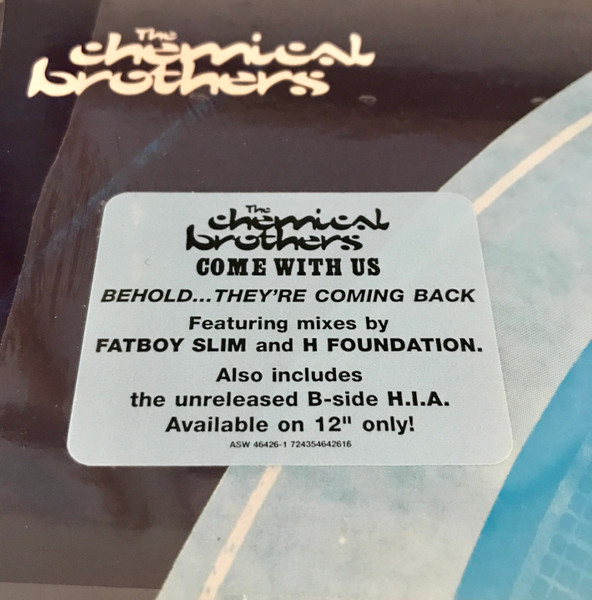 The
chemical
brothers
The
chemical
brothers
COME WITH US
BEHOLD...THEY'RE COMING BACK
Featuring mixes by
FATBOY SLIM and H FOUNDATION.
Also includes
the unreleased B-side H.I.A.
Available on 12" only!
ASW 46426-1 724354642616